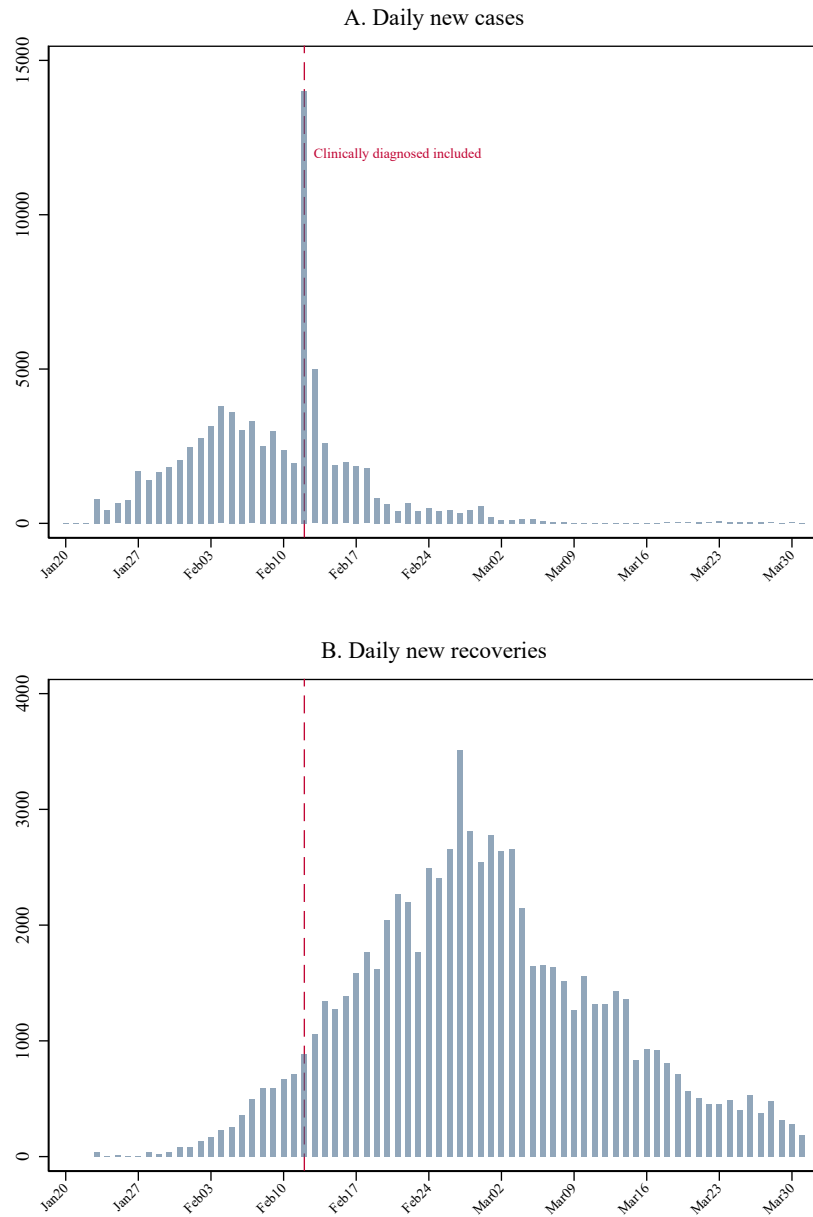 A. Daily new cases
15000
10000
5000
0
Clinically diagnosed included
Jan20 Jan27 Feb03 Feb10 Feb17 Feb24 Mar02 Mar09 Mar16 Mar23 Mar30
B. Daily new recoveries
4000
3000
2000
1000
0
Jan20 Jan27 Feb03 Feb10 Feb17 Feb24 Mar02 Mar09 Mar16 Mar23 Mar30